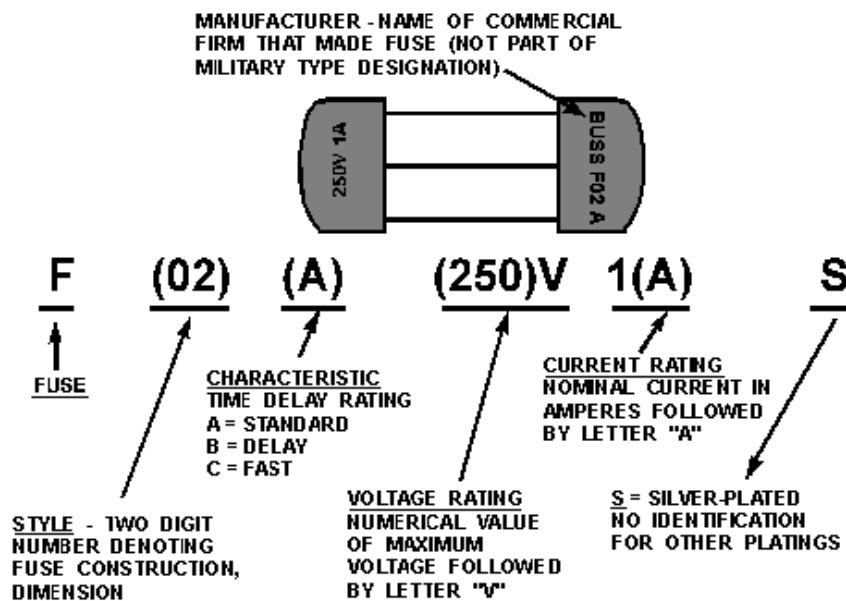 MANUFACTURER - NAME OF COMMERCIAL
FIRM THAT MADE FUSE (NOT PART OF
MILITARY TYPE DESIGNATION)
250V 1A
BUSS F02 A
F (02) (A) (250)V 1(A) S
FUSE
CHARACTERISTIC
TIME DELAY RATING
A = STANDARD
B = DELAY
C = FAST
CURRENT RATING
NOMINAL CURRENT IN
AMPERES FOLLOWED
BY LETTER "A"
STYLE - TWO DIGIT
NUMBER DENOTING
FUSE CONSTRUCTION,
DIMENSION
VOLTAGE RATING
NUMERICAL VALUE
OF MAXIMUM
VOLTAGE FOLLOWED
BY LETTER "V"
S = SILVER-PLATED
NO IDENTIFICATION
FOR OTHER PLATINGS